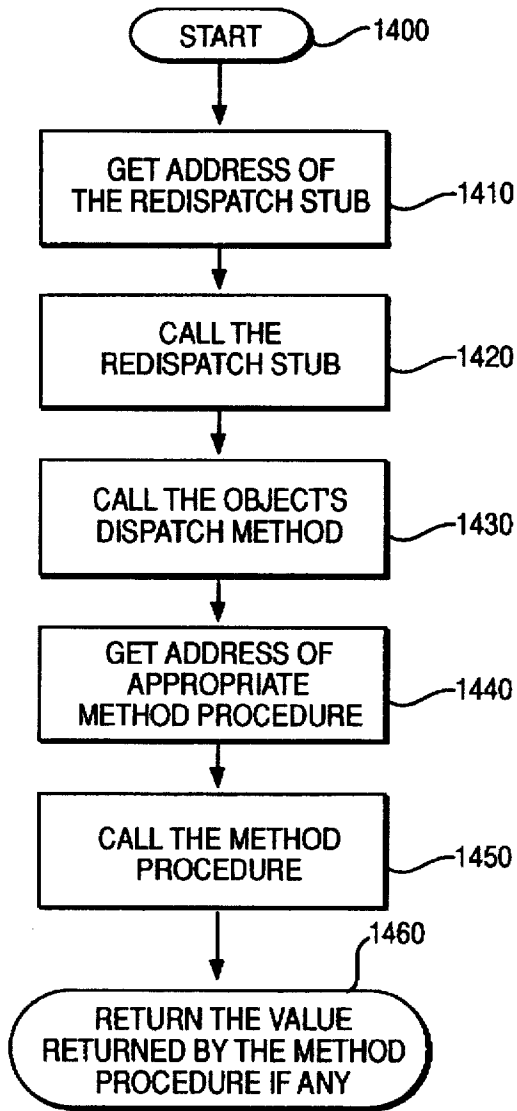 START
1400
GET ADDRESS OF
THE REDISPATCH STUB
1410
CALL THE
REDISPATCH STUB
1420
CALL THE OBJECT'S
DISPATCH METHOD
1430
GET ADDRESS OF
APPROPRIATE
METHOD PROCEDURE
1440
CALL THE METHOD
PROCEDURE
1450
1460
RETURN THE VALUE
RETURNED BY THE METHOD
PROCEDURE IF ANY